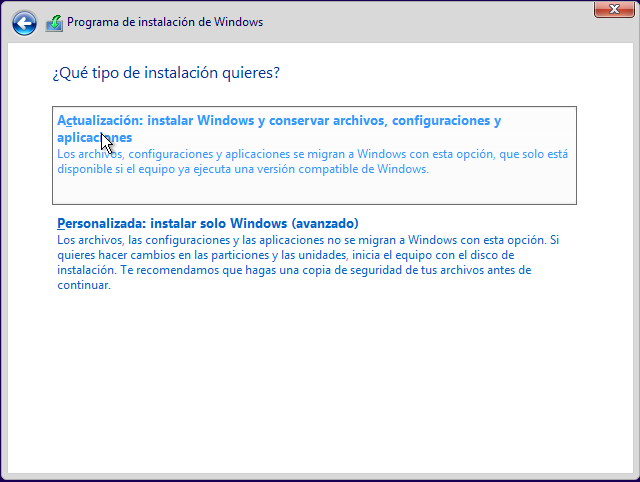 Programa de instalación de Windows
¿Qué tipo de instalación quieres?
Actualización: instalar Windows y conservar archivos, configuraciones y
aplicaciones
Los archivos, configuraciones y aplicaciones se migran a Windows con esta opción, que solo está
disponible si el equipo ya ejecuta una versión compatible de Windows.
Personalizada: instalar solo Windows (avanzado)
Los archivos, las configuraciones y las aplicaciones no se migran a Windows con esta opción. Si
quieres hacer cambios en las particiones y las unidades, inicia el equipo con el disco de
instalación. Te recomendamos que hagas una copia de seguridad de tus archivos antes de
continuar.